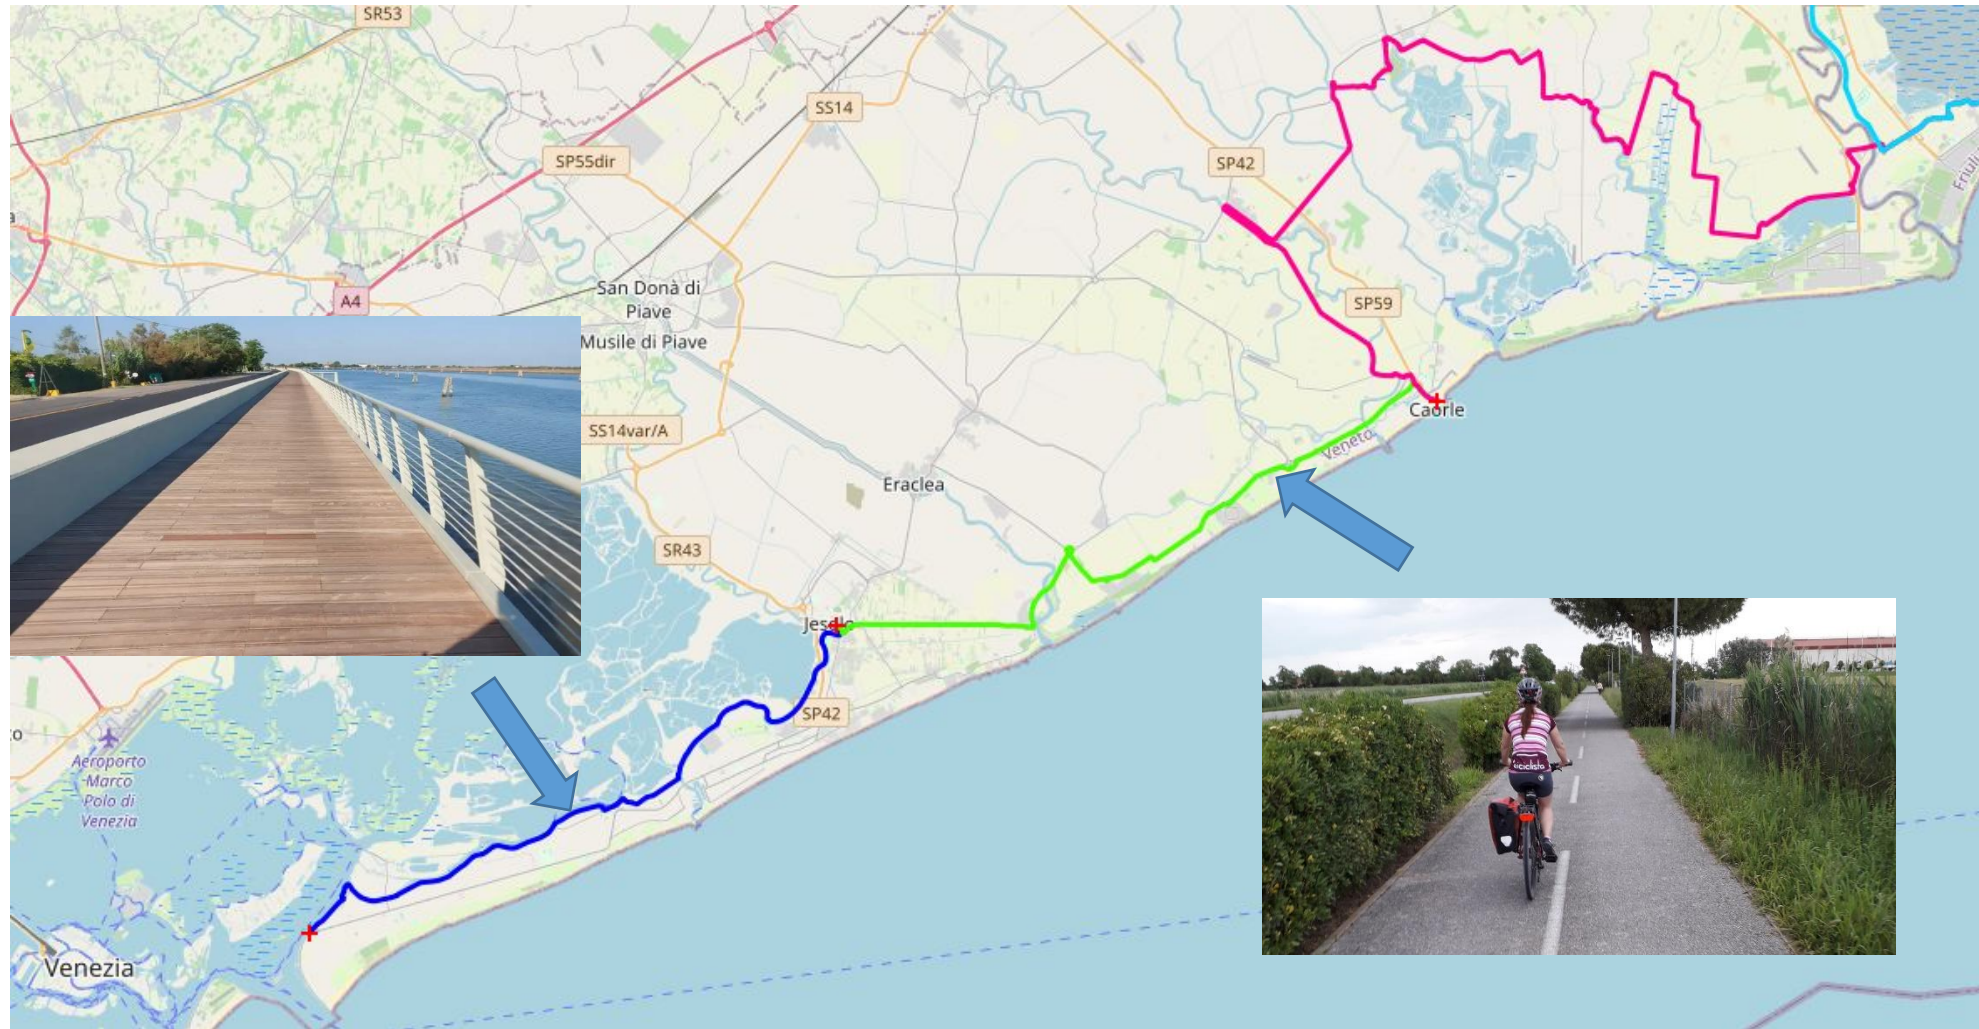 SR53
SS14
SP55dir
SP42
Friuli
San Donà di
Piave
A4
SP59
Musile di Piave
Caorle
SS14var/A
Veneto
Eraclea
SR43
Jesolo
SP42
Aeroporto
Marco
Polo di
Venezia
ciclista
Venezia